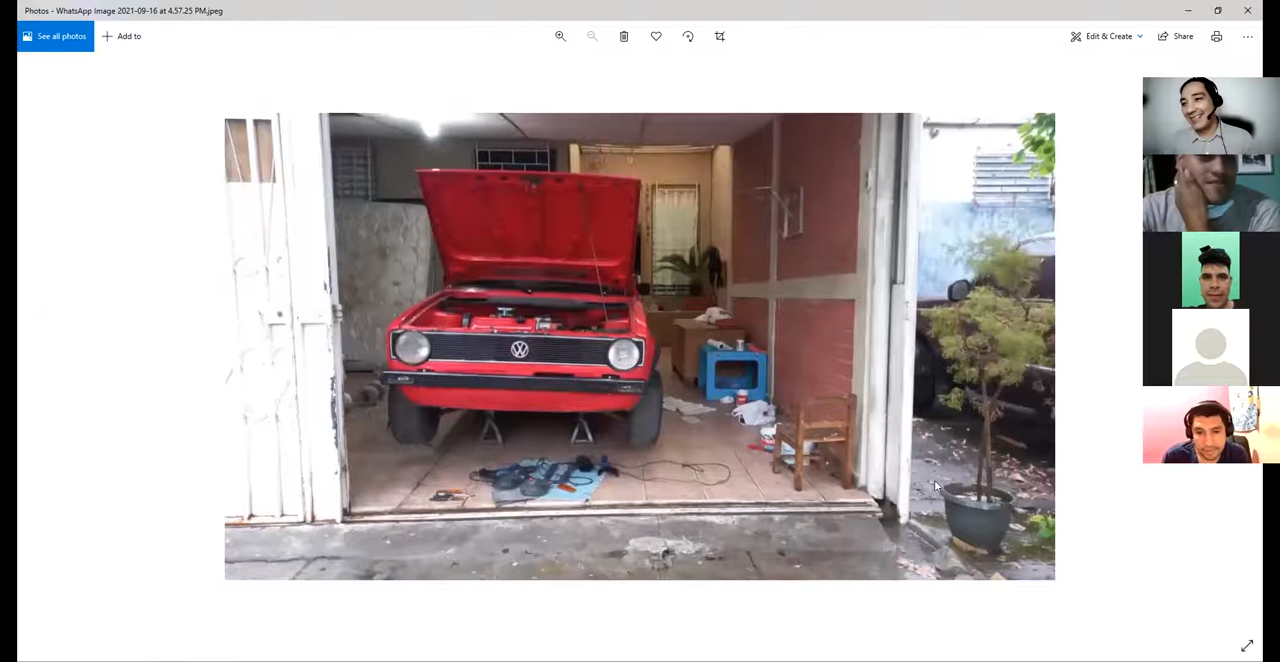 Photos - WhatsApp Image 2021-09-16 at 4.57.25 PM.jpeg
See all photos
Add to
Edit & Create
Share